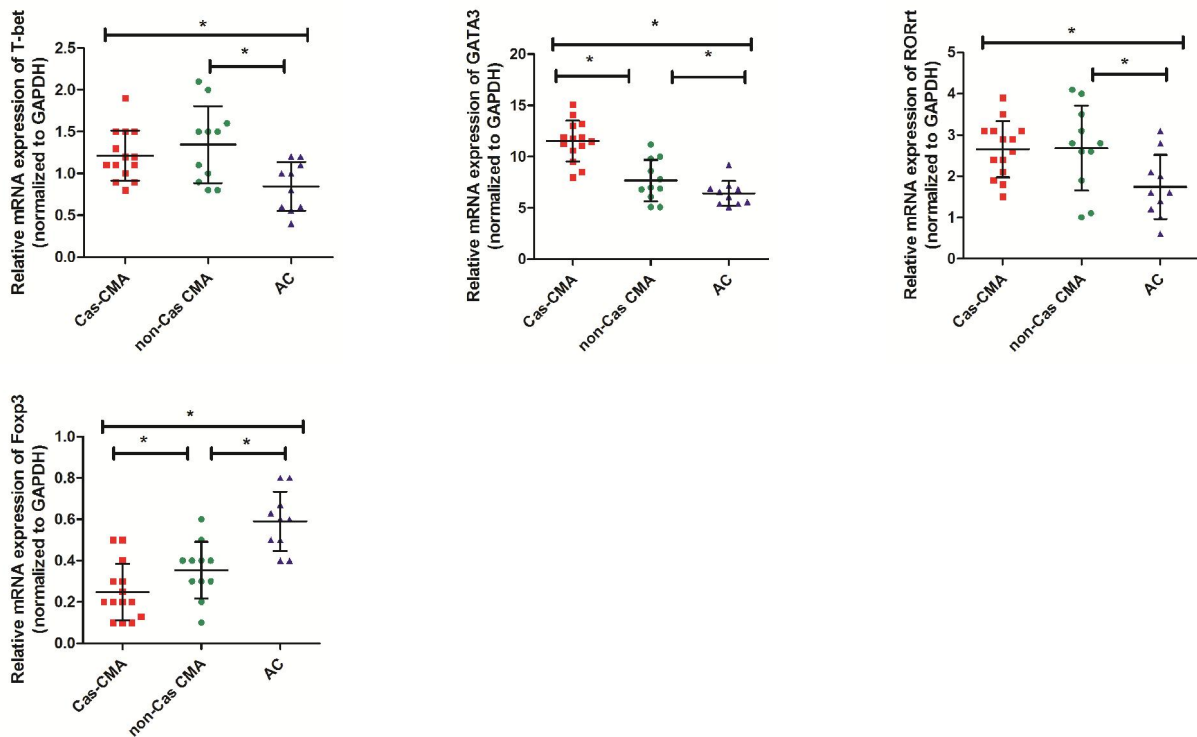 *
*
2.5
2.0
1.5
1.0
0.5
0.0
Relative mRNA expression of T-bet
(normalized to GAPDH)
Cas-CMA
non-Cas CMA
AC
*
*
*
20
15
10
5
0
Relative mRNA expression of GATA3
(normalized to GAPDH)
Cas-CMA
non-Cas CMA
AC
*
*
5
4
3
2
1
0
Relative mRNA expression of RORrt
(normalized to GAPDH)
Cas-CMA
non-Cas CMA
AC
*
*
*
1.0
0.8
0.6
0.4
0.2
0.0
Relative mRNA expression of Foxp3
(normalized to GAPDH)
Cas-CMA
non-Cas CMA
AC